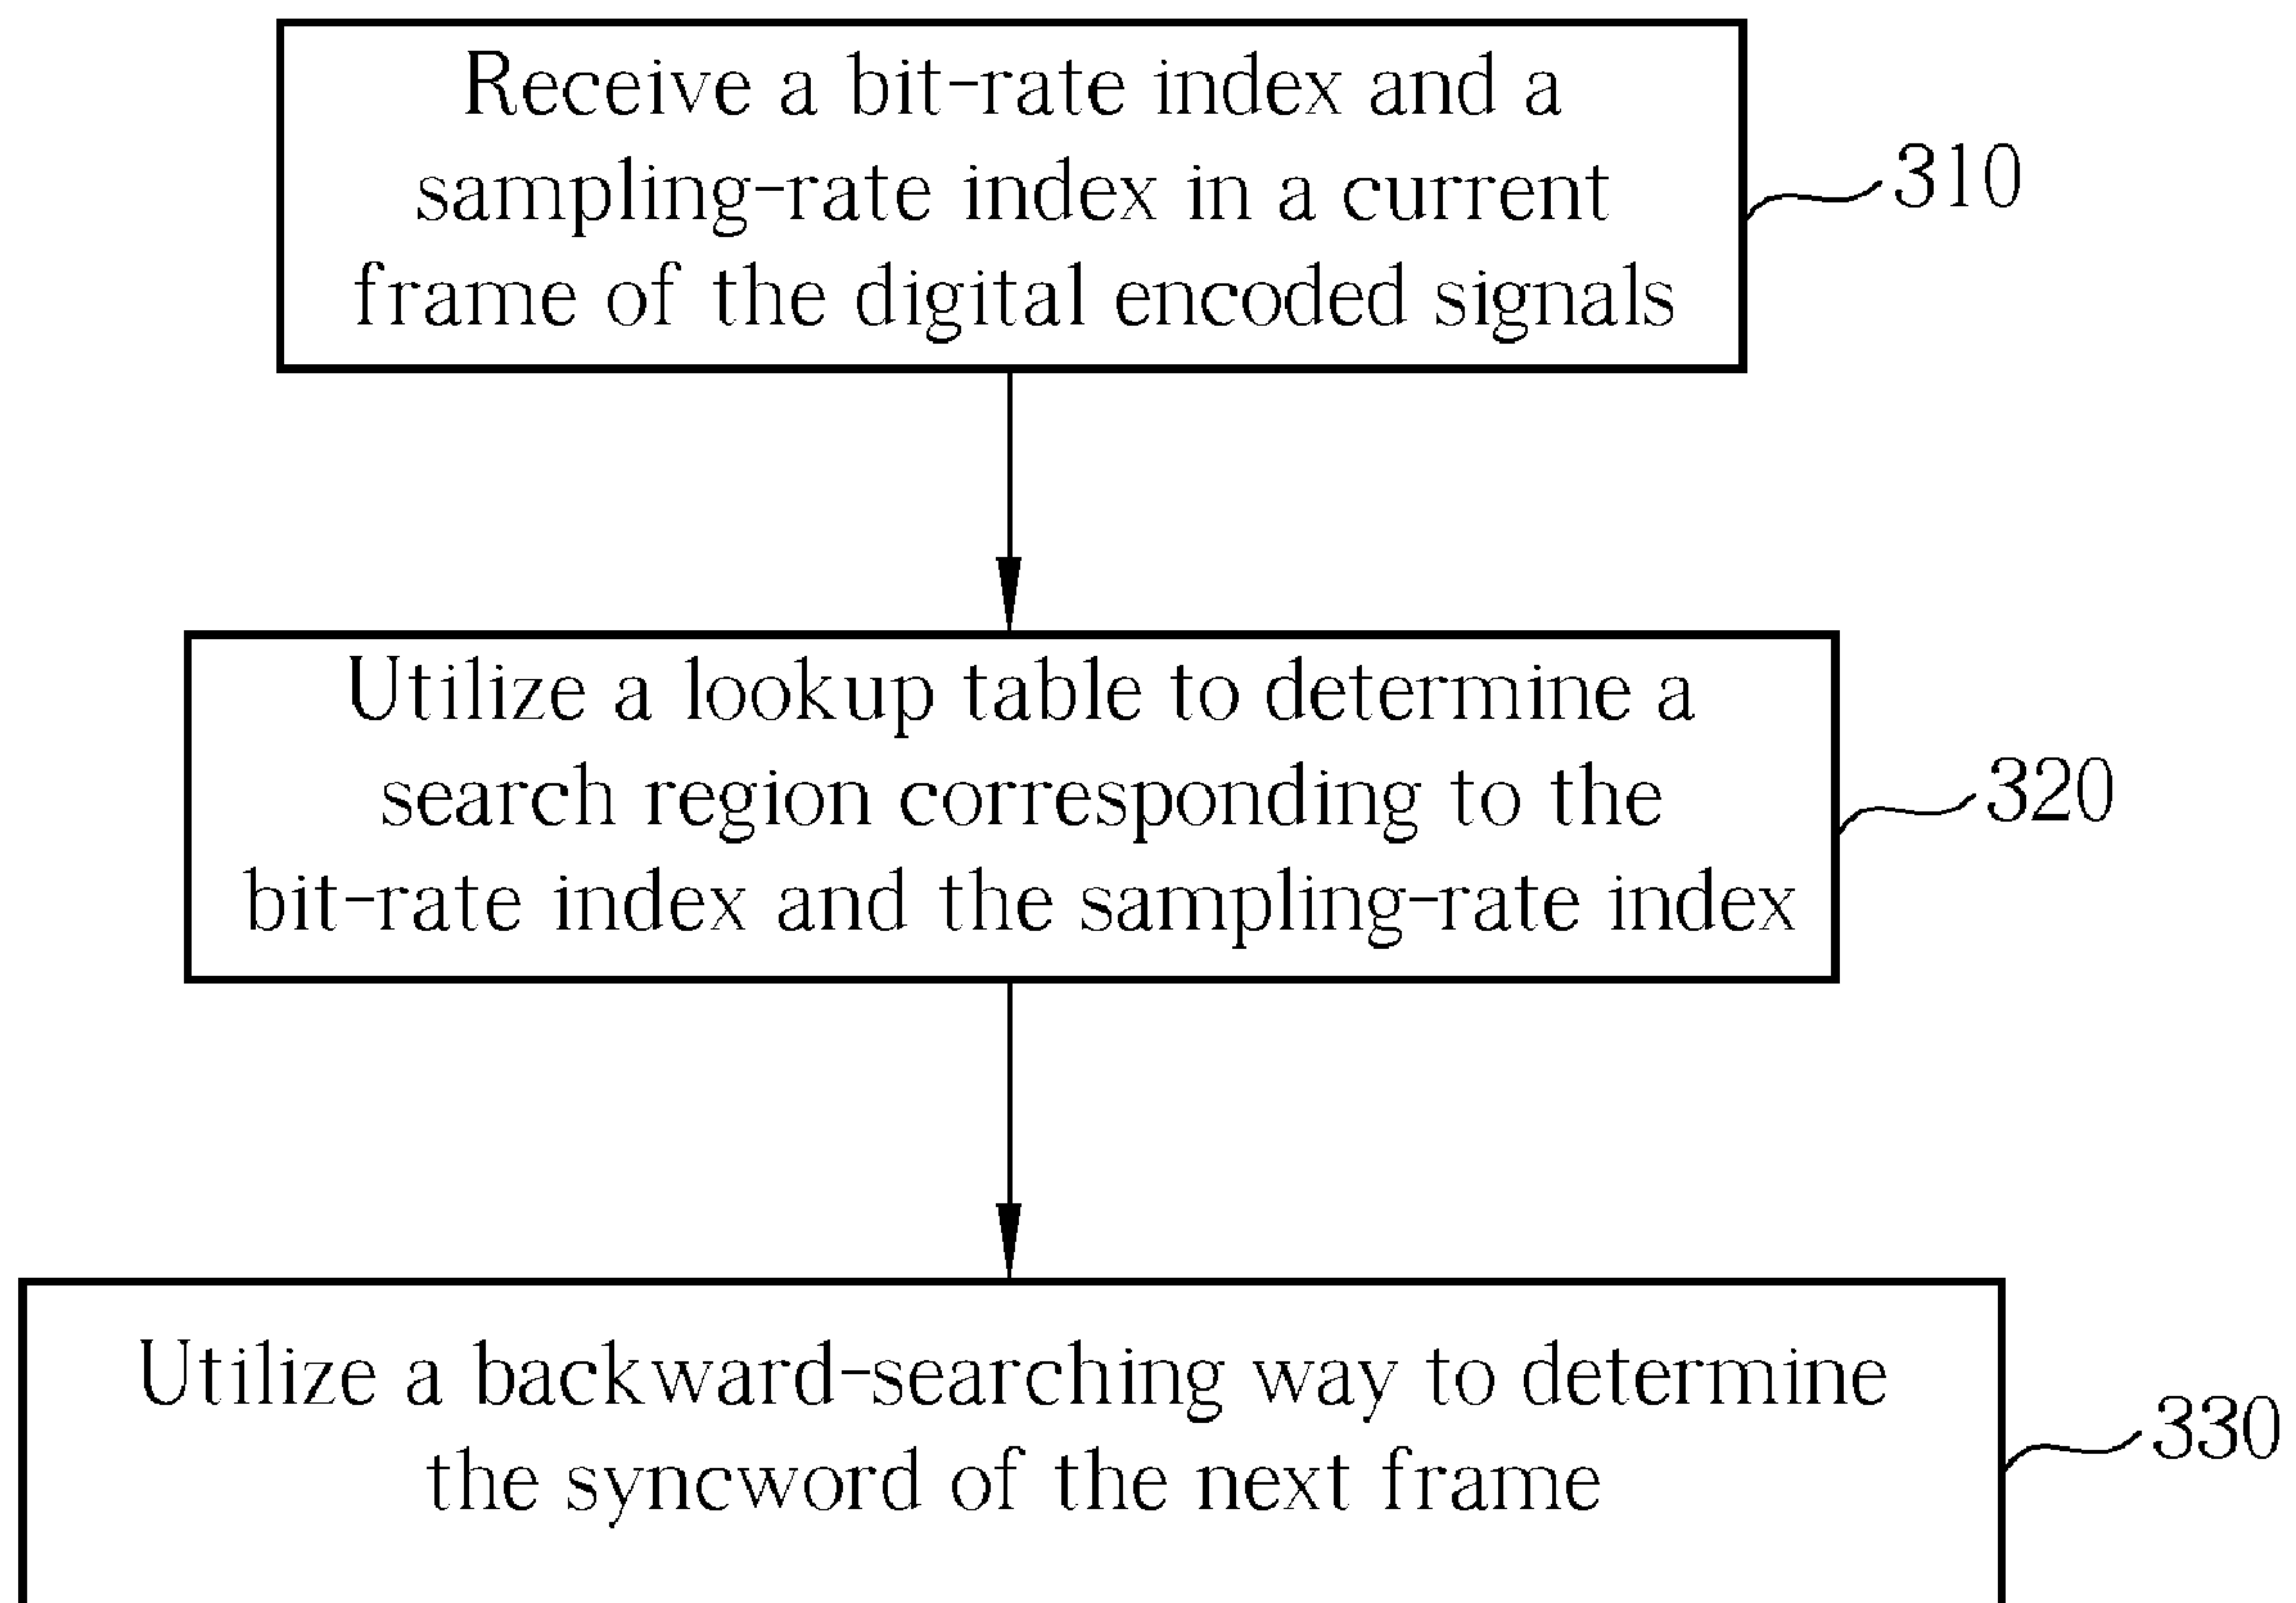 Receive a bit-rate index and a
sampling-rate index in a current
frame of the digital encoded signals
310
Utilize a lookup table to determine a
search region corresponding to the
bit-rate index and the sampling-rate index
320
Utilize a backward-searching way to determine
the syncword of the next frame
330